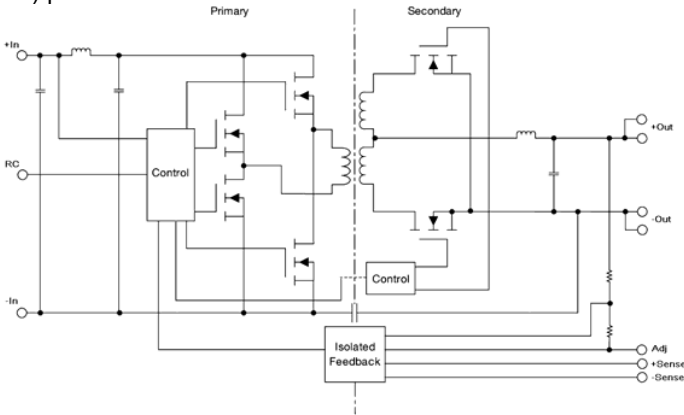 Primary
Secondary
+In
+Out
RC
Control
-Out
Control
-In
Isolated
Feedback
Adj
+Sense
-Sense